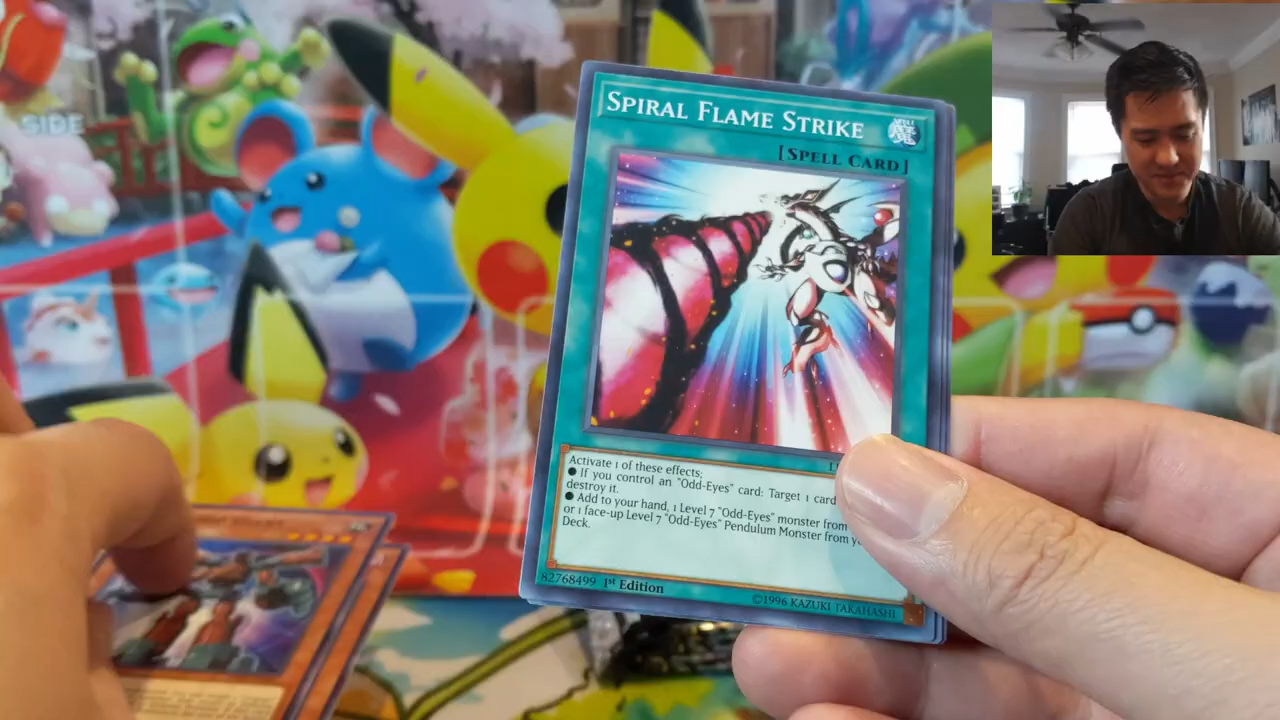 SIDE
SPIRAL FLAME STRIKE
[SPELL CARD]
Activate 1 of these effects;
● If you control an "Odd-Eyes" card: Target 1 card
destroy it.
● Add to your hand, 1 Level 7 "Odd-Eyes" monster from
or 1 face-up Level 7 "Odd-Eyes" Pendulum Monster from
Deck.
82768499 1st Edition
©1996 KAZUKI TAKAHASHI